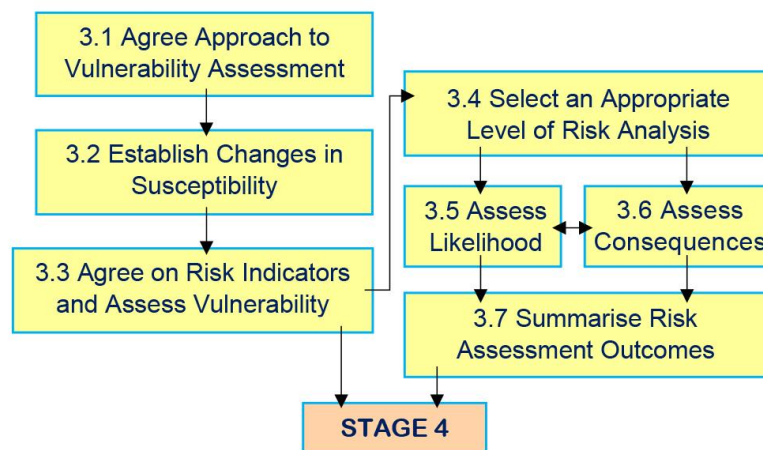 3.1 Agree Approach to
Vulnerability Assessment
3.2 Establish Changes in
Susceptibility
3.3 Agree on Risk Indicators
and Assess Vulnerability
3.4 Select an Appropriate
Level of Risk Analysis
3.5 Assess
Likelihood
3.6 Assess
Consequences
3.7 Summarise Risk
Assessment Outcomes
STAGE 4